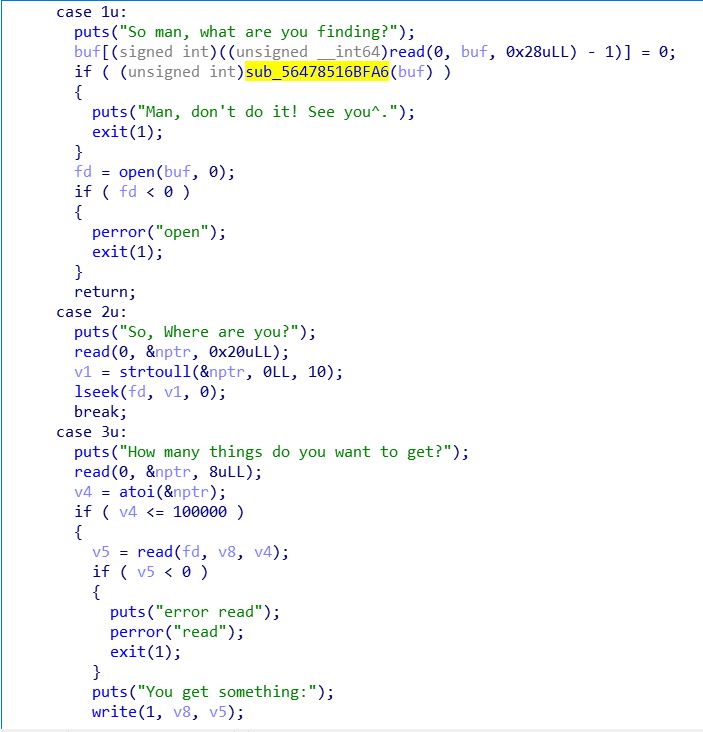 case 1u:
puts("So man, what are you finding?");
buf[(signed int)((unsigned __int64)read(0, buf, 0x28uLL) - 1)] = 0;
if ( (unsigned int)sub_56478516BFA6(buf) )
{
puts("Man, don't do it! See you^.");
exit(1);
}
fd = open(buf, 0);
if ( fd < 0 )
{
perror("open");
exit(1);
}
return;
case 2u:
puts("So, Where are you?");
read(0, &nptr, 0x20uLL);
v1 = strtoull(&nptr, 0LL, 10);
lseek(fd, v1, 0);
break;
case 3u:
puts("How many things do you want to get?");
read(0, &nptr, 8uLL);
v4 = atoi(&nptr);
if ( v4 <= 100000 )
{
v5 = read(fd, v8, v4);
if ( v5 < 0 )
{
puts("error read");
perror("read");
exit(1);
}
puts("You get something:");
write(1, v8, v5);